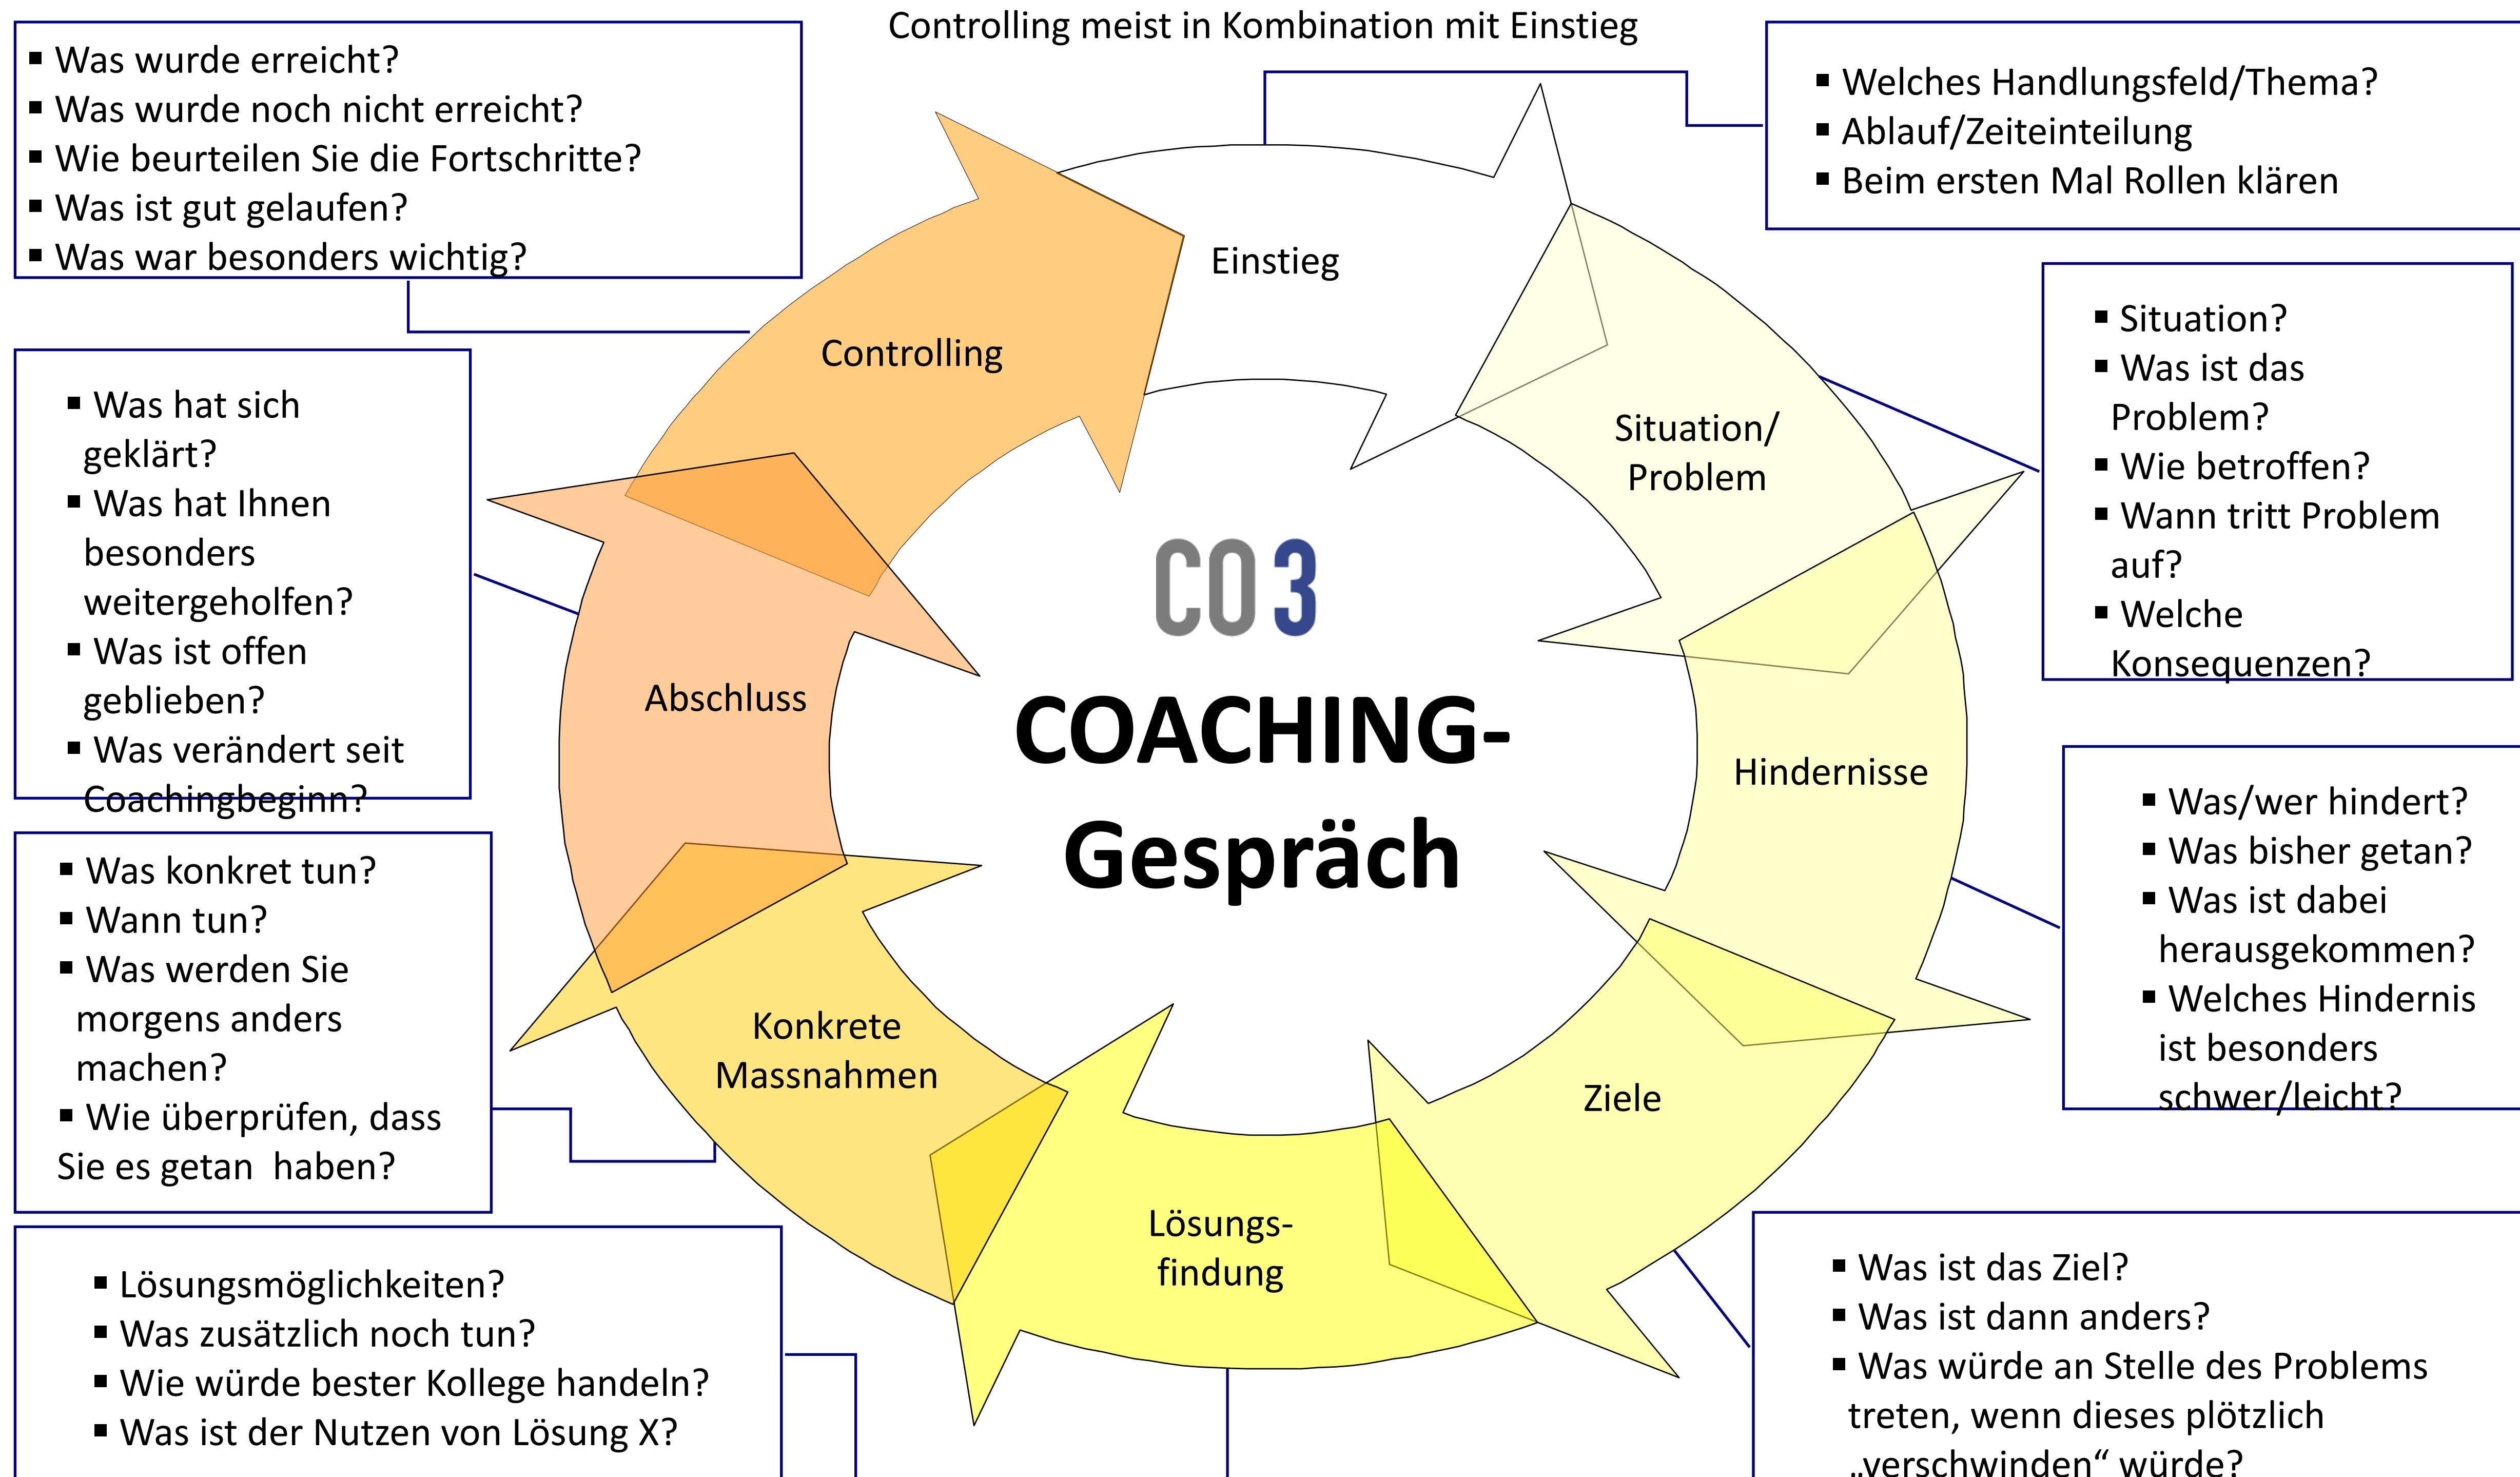 Controlling meist in Kombination mit Einstieg
▪ Was wurde erreicht?
▪ Was wurde noch nicht erreicht?
▪ Wie beurteilen Sie die Fortschritte?
▪ Was ist gut gelaufen?
▪ Was war besonders wichtig?
▪ Welches Handlungsfeld/Thema?
▪ Ablauf/Zeiteinteilung
▪ Beim ersten Mal Rollen klären
Einstieg
Controlling
Situation/
Problem
▪ Situation?
▪ Was ist das
Problem?
▪ Wie betroffen?
▪ Wann tritt Problem
auf?
▪ Welche
Konsequenzen?
▪ Was hat sich
geklärt?
▪ Was hat Ihnen
besonders
weitergeholfen?
▪ Was ist offen
geblieben?
▪ Was verändert seit
Coachingbeginn?
CO3
COACHING-
Gespräch
Abschluss
Hindernisse
▪ Was/wer hindert?
▪ Was bisher getan?
▪ Was ist dabei
herausgekommen?
▪ Welches Hindernis
ist besonders
schwer/leicht?
▪ Was konkret tun?
▪ Wann tun?
▪ Was werden Sie
morgens anders
machen?
▪ Wie überprüfen, dass
Sie es getan  haben?
Konkrete
Massnahmen
Ziele
Lösungs-
findung
▪ Lösungsmöglichkeiten?
▪ Was zusätzlich noch tun?
▪ Wie würde bester Kollege handeln?
▪ Was ist der Nutzen von Lösung X?
▪ Was ist das Ziel?
▪ Was ist dann anders?
▪ Was würde an Stelle des Problems
treten, wenn dieses plötzlich
„verschwinden“ würde?